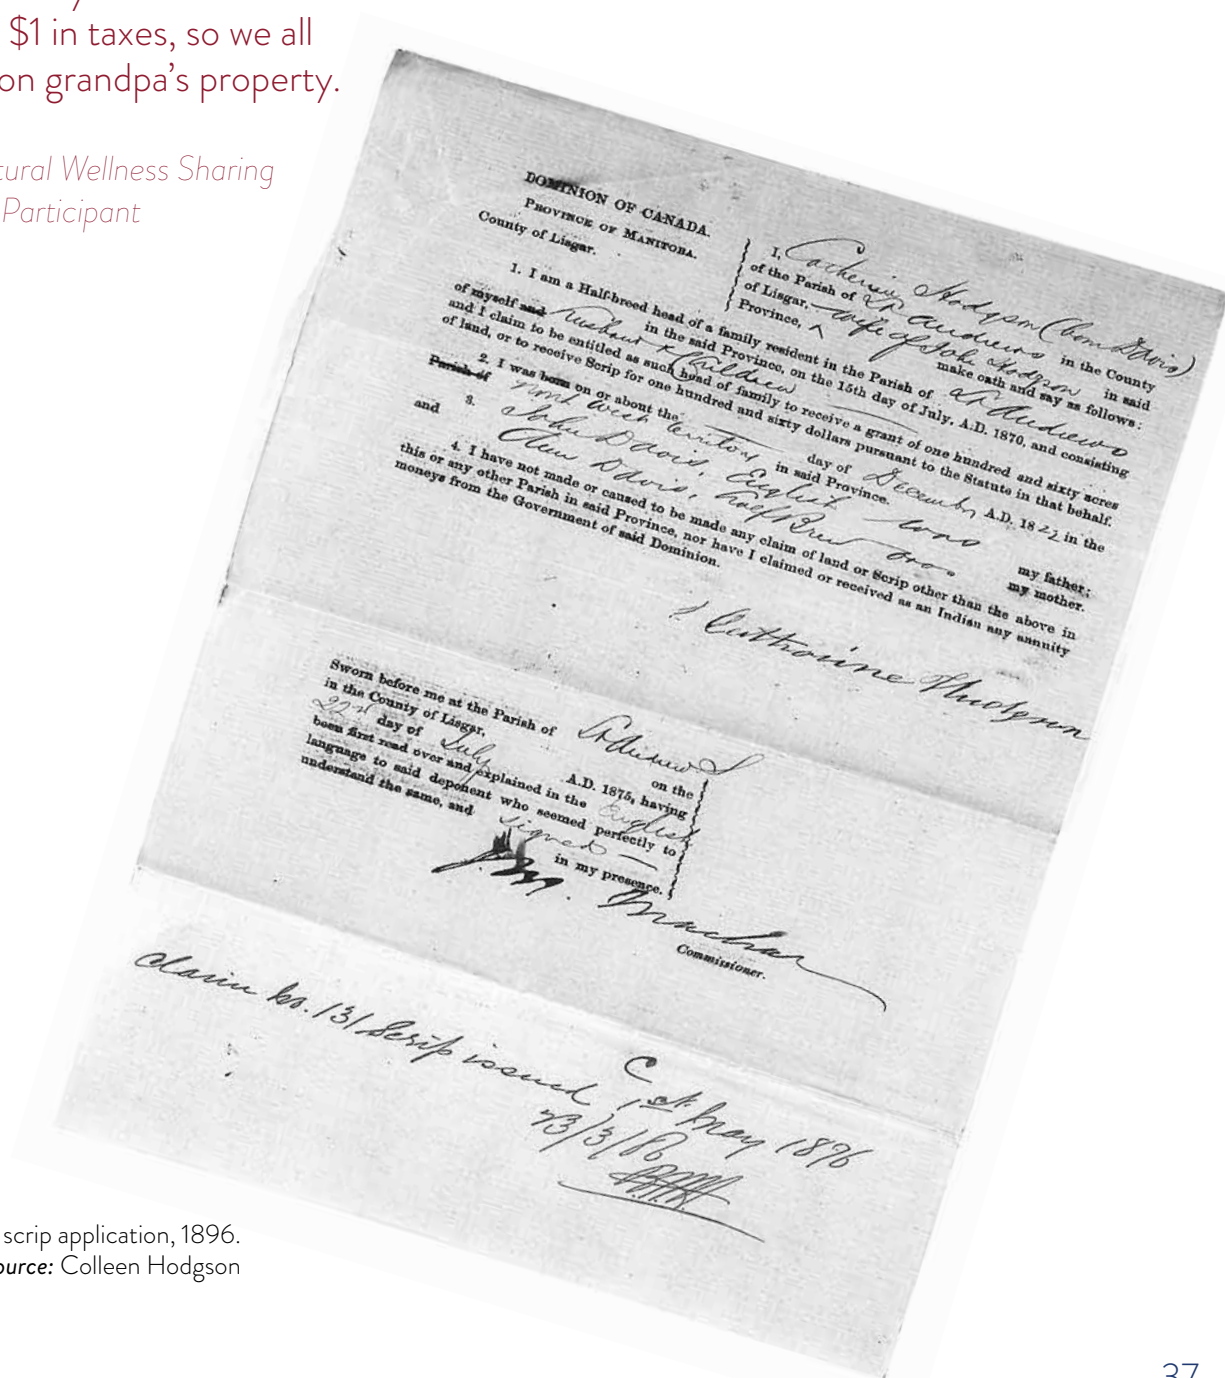 $1 in taxes, so we all
on grandpa's property.
tural Wellness Sharing
Participant
DOMINION OF CANADA.
PROVINCE OF MANITOBA.
County of Lisgar.
I, Catherine Hodgson (born Davis)
of the Parish of St Andrews in the County
of Lisgar, wife of John Hodgson in said
Province, make oath and say as follows:
1. I am a Half-breed head of a family resident in the Parish of St Andrews
in the said Province, on the 15th day of July, A.D. 1870, and consisting
of myself and husband & children
and I claim to be entitled as such head of family to receive a grant of one hundred and sixty acres
of land, or to receive Scrip for one hundred and sixty dollars pursuant to the Statute in that behalf.
2. I was born on or about the day of December A.D. 18 in the
Parish of North West Territory in said Province.
3. John Davis, English was my father;
and Ann Davis, half Breed was my mother.
4. I have not made or caused to be made any claim of land or Scrip other than the above in
this or any other Parish in said Province, nor have I claimed or received as an Indian any annuity
moneys from the Government of said Dominion.
Catherine Hudgson
Sworn before me at the Parish of St Andrews
in the County of Lisgar, on the
22nd day of July A.D. 1875, having
been first read over and explained in the English
language to said deponent who seemed perfectly to
understand the same, and signed
in my presence.
J. M. Machar
Commissioner.
C
Claim No. 131 Scrip issued 1st May 1876
scrip application, 1896.
ource: Colleen Hodgson
37